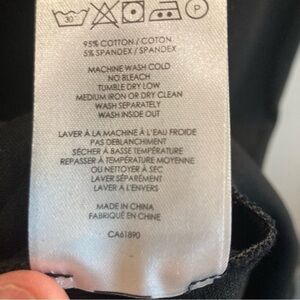 30 P
95% COTTON / COTON
5% SPANDEX / SPANDEX
MACHINE WASH COLD
NO BLEACH
TUMBLE DRY LOW
MEDIUM IRON OR DRY CLEAN
WASH SEPARATELY
WASH INSIDE OUT
LAVER À LA MACHINE À L'EAU FROIDE
PAS DEBLANCHIMENT
SÉCHER À BASSE TEMPÉRATURE
REPASSER À TEMPÉRATURE MOYENNE
OU NETTOYER À SEC
LAVER SÉPARÉMENT
LAVER A L'ENVERS
MADE IN CHINA
FABRIQUÉ EN CHINE
CA61890